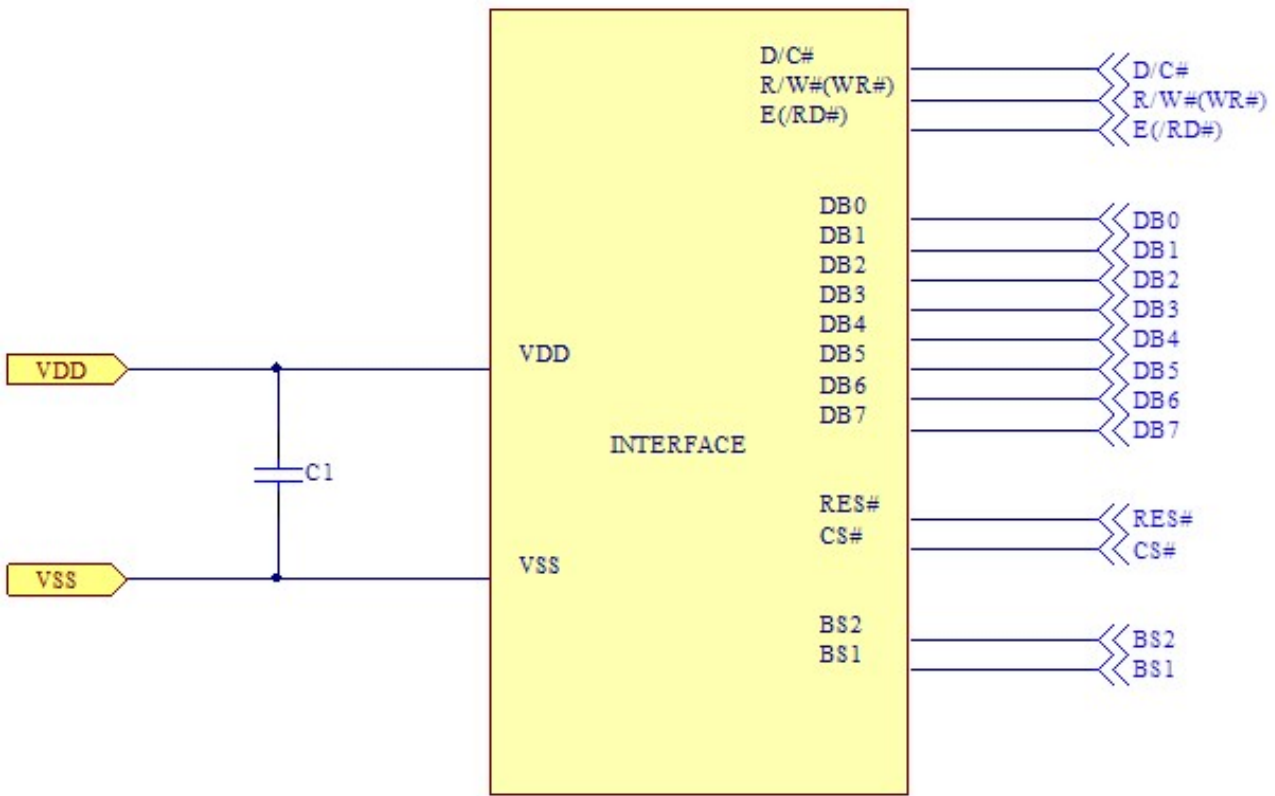 D/C# D/C#
R/W#(WR#) R/W#(WR#)
E(/RD#) E(/RD#)
DB0 DB0
DB1 DB1
DB2 DB2
DB3 DB3
DB4 DB4
VDD VDD DB5 DB5
DB6 DB6
DB7 DB7
INTERFACE
C1
RES# RES#
CS# CS#
VSS VSS
BS2 BS2
BS1 BS1